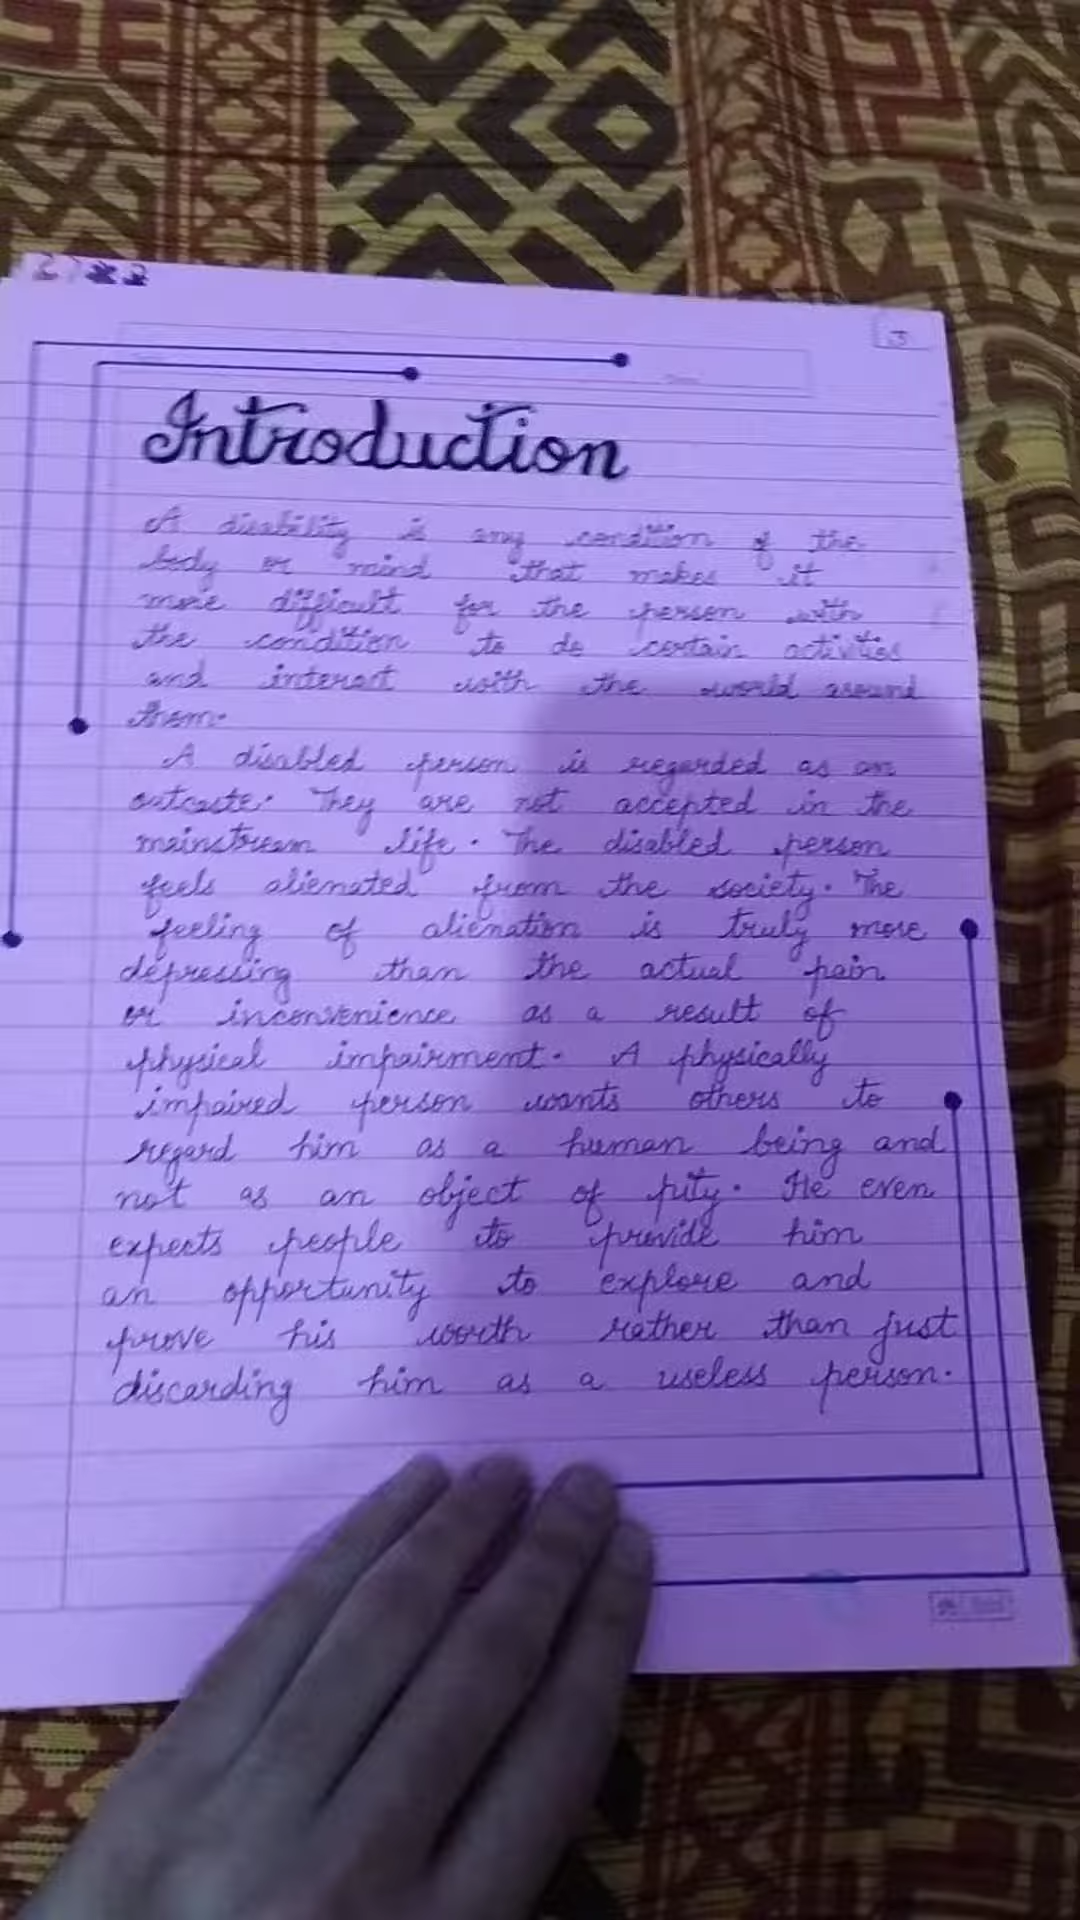 Introduction
A disability is any condition of the
body or mind that makes it
more difficult for the person with
the condition to do certain activities
and interact with the world around
them.
A disabled person is regarded as an
outcaste. They are not accepted in the
mainstream life. The disabled person
feels alienated from the society. The
feeling of alienation is truly more
depressing than the actual pain
or inconvenience as a result of
physical impairment. A physically
impaired person wants others to
regard him as a human being and
not as an object of pity. He even
expects people to provide him
an opportunity to explore and
prove his worth rather than just
discarding him as a useless person.